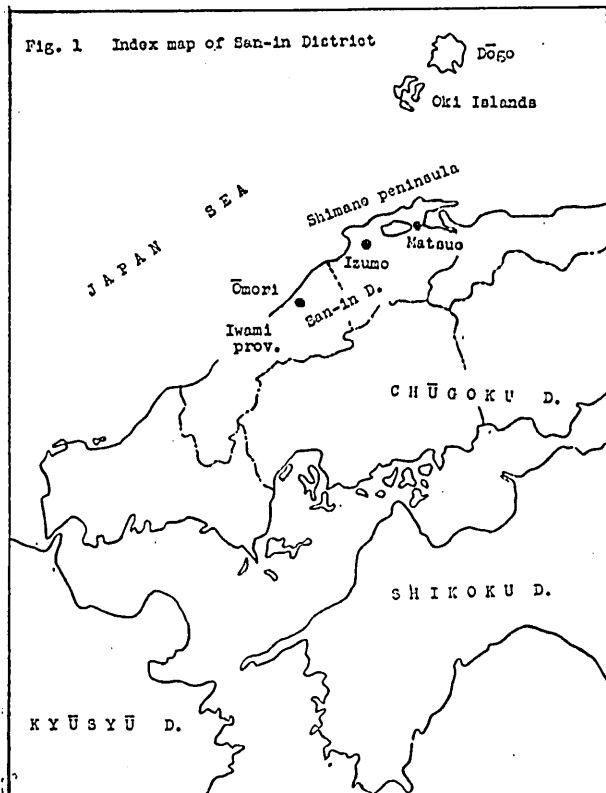 Fig. 1 Index map of San-in District
Dōgo
Oki Islands
JAPAN SEA
Shimano peninsula
Matsuo
Izumo
Ōmori
San-in D.
Iwami
prov.
CHŪGOKU D.
SHIKOKU D.
KYŪSYŪ D.